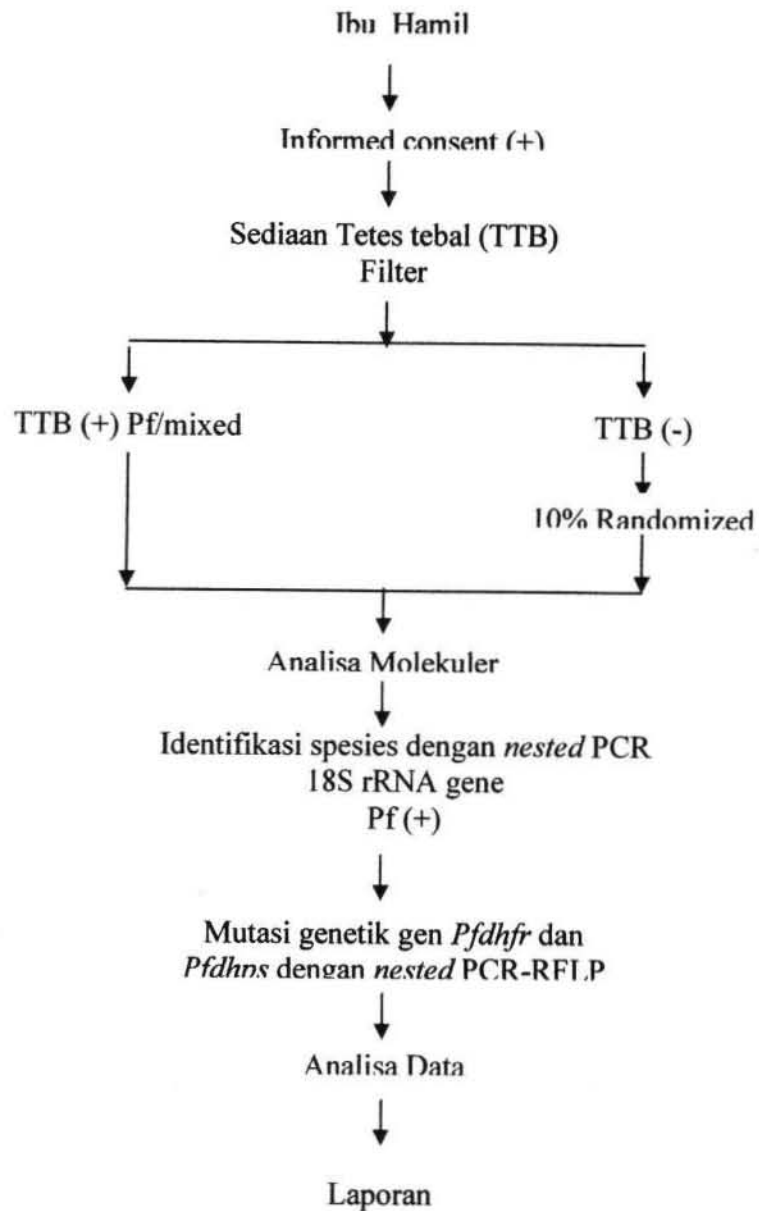 Ibu Hamil
Informed consent (+)
Sediaan Tetes tebal (TTB)
Filter
TTB (+) Pf/mixed
TTB (-)
10% Randomized
Analisa Molekuler
Identifikasi spesies dengan nested PCR
18S rRNA gene
Pf (+)
Mutasi genetik gen Pfdhfr dan
Pfdhps dengan nested PCR-RFLP
Analisa Data
Laporan